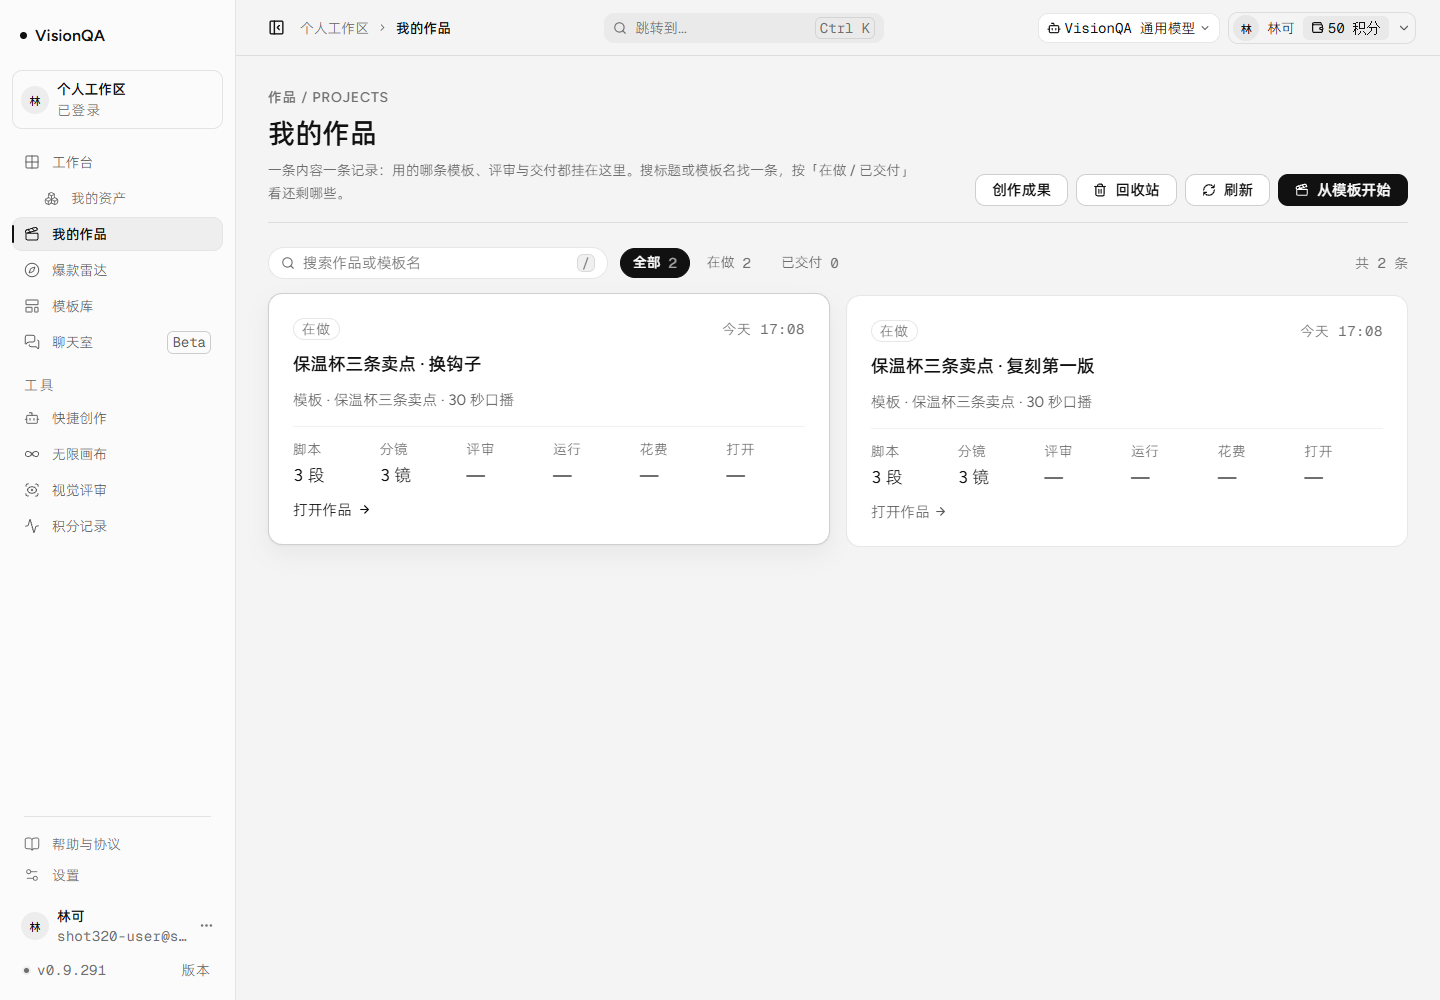 VisionQA
林
个人工作区
已登录
工作台
我的资产
我的作品
爆款雷达
模板库
聊天室 Beta
工具
快捷创作
无限画布
视觉评审
积分记录
帮助与协议
设置
林
林可
shot320-user@s…
v0.9.291 版本
个人工作区 › 我的作品
跳转到… Ctrl K
VisionQA 通用模型
林 林可 50 积分
作品 / PROJECTS
我的作品
一条内容一条记录：用的哪条模板、评审与交付都挂在这里。搜标题或模板名找一条，按「在做 / 已交付」
看还剩哪些。
创作成果 回收站 刷新 从模板开始
搜索作品或模板名 /
全部 2 在做 2 已交付 0
共 2 条
在做 今天 17:08
保温杯三条卖点 · 换钩子
模板 · 保温杯三条卖点 · 30 秒口播
脚本 分镜 评审 运行 花费 打开
3 段 3 镜 — — — —
打开作品 →
在做 今天 17:08
保温杯三条卖点 · 复刻第一版
模板 · 保温杯三条卖点 · 30 秒口播
脚本 分镜 评审 运行 花费 打开
3 段 3 镜 — — — —
打开作品 →